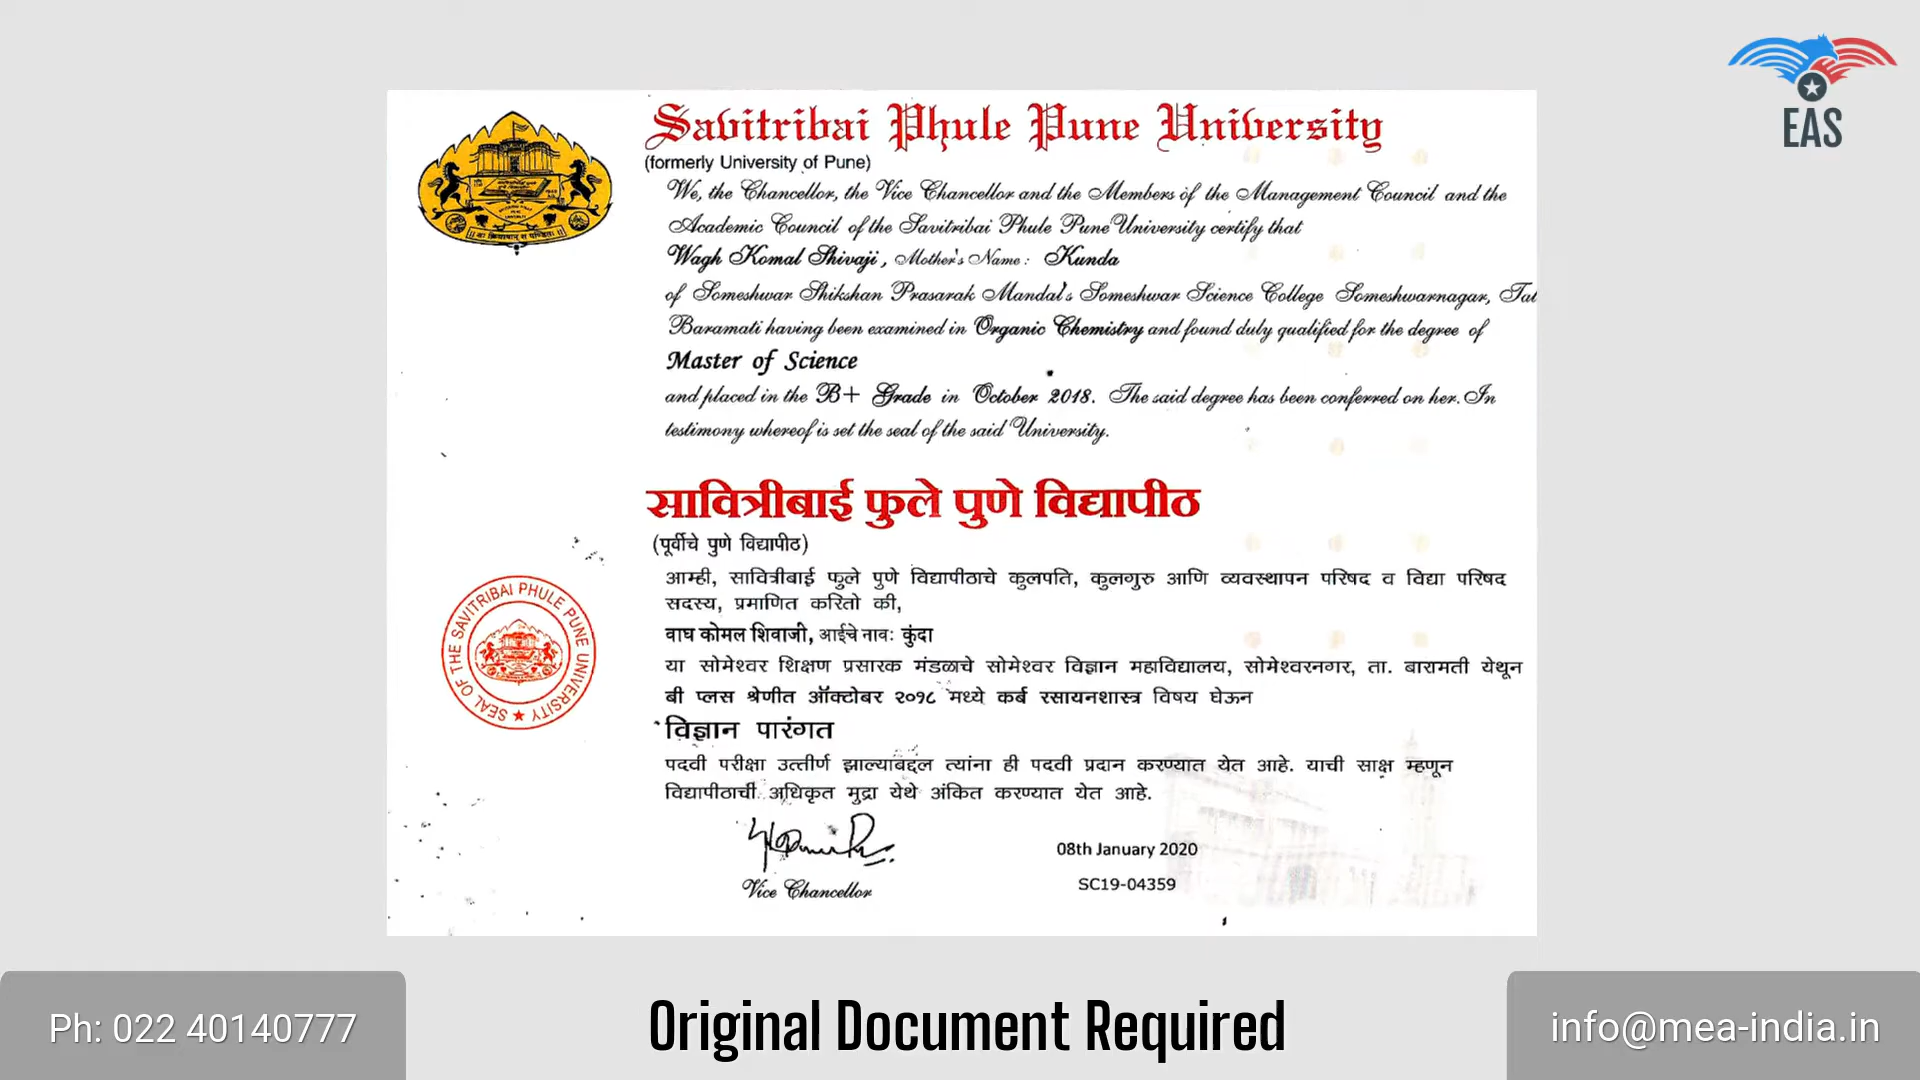 EAS
Savitribai Phule Pune University
(formerly University of Pune)
We, the Chancellor, the Vice Chancellor and the Members of the Management Council and the
Academic Council of the Savitribai Phule Pune University certify that
Wagh Komal Shivaji, Mother's Name: Kunda
of Someshwar Shikshan Prasarak Mandal's Someshwar Science College Someshwarnagar, Tal
Baramati having been examined in Organic Chemistry and found duly qualified for the degree of
Master of Science
and placed in the B+ Grade in October 2018. The said degree has been conferred on her. In
testimony whereof is set the seal of the said University.
सावित्रीबाई फुले पुणे विद्यापीठ
(पूर्वीचे पुणे विद्यापीठ)
आम्ही, सावित्रीबाई फुले पुणे विद्यापीठाचे कुलपति, कुलगुरु आणि व्यवस्थापन परिषद व विद्या परिषद
सदस्य, प्रमाणित करितो की,
वाघ कोमल शिवाजी, आईचे नावः कुंदा
या सोमेश्वर शिक्षण प्रसारक मंडळाचे सोमेश्वर विज्ञान महाविद्यालय, सोमेश्वरनगर, ता. बारामती येथून
बी प्लस श्रेणीत ऑक्टोबर २०१८ मध्ये कर्ब रसायनशास्त्र विषय घेऊन
विज्ञान पारंगत
पदवी परीक्षा उत्तीर्ण झाल्याबद्दल त्यांना ही पदवी प्रदान करण्यात येत आहे. याची साक्ष म्हणून
विद्यापीठाची अधिकृत मुद्रा येथे अंकित करण्यात येत आहे.
SEAL OF THE SAVITRIBAI PHULE PUNE UNIVERSITY
Vice Chancellor
08th January 2020
SC19-04359
Ph: 022 40140777
Original Document Required
info@mea-india.in